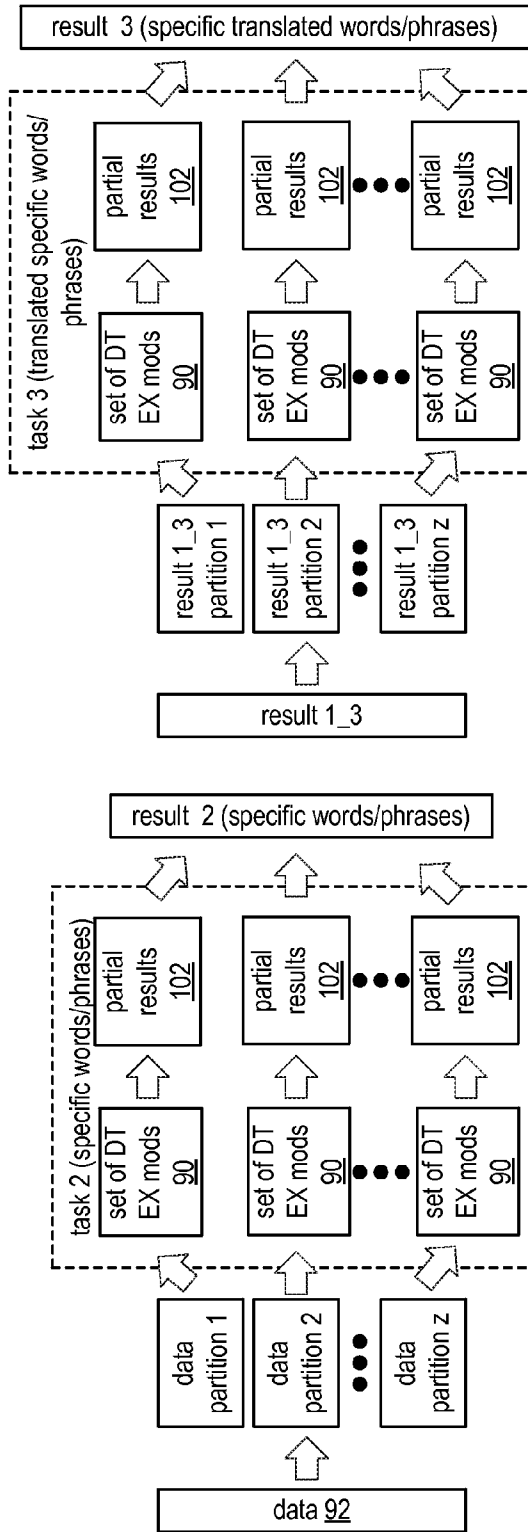 data 92
data
partition 1
data
partition 2
data
partition z
task 2 (specific words/phrases)
set of DT
EX mods
90
set of DT
EX mods
90
set of DT
EX mods
90
partial
results
102
partial
results
102
partial
results
102
result 2 (specific words/phrases)
result 1_3
result 1_3
partition 1
result 1_3
partition 2
result 1_3
partition z
task 3 (translated specific words/
phrases)
set of DT
EX mods
90
set of DT
EX mods
90
set of DT
EX mods
90
partial
results
102
partial
results
102
partial
results
102
result 3 (specific translated words/phrases)